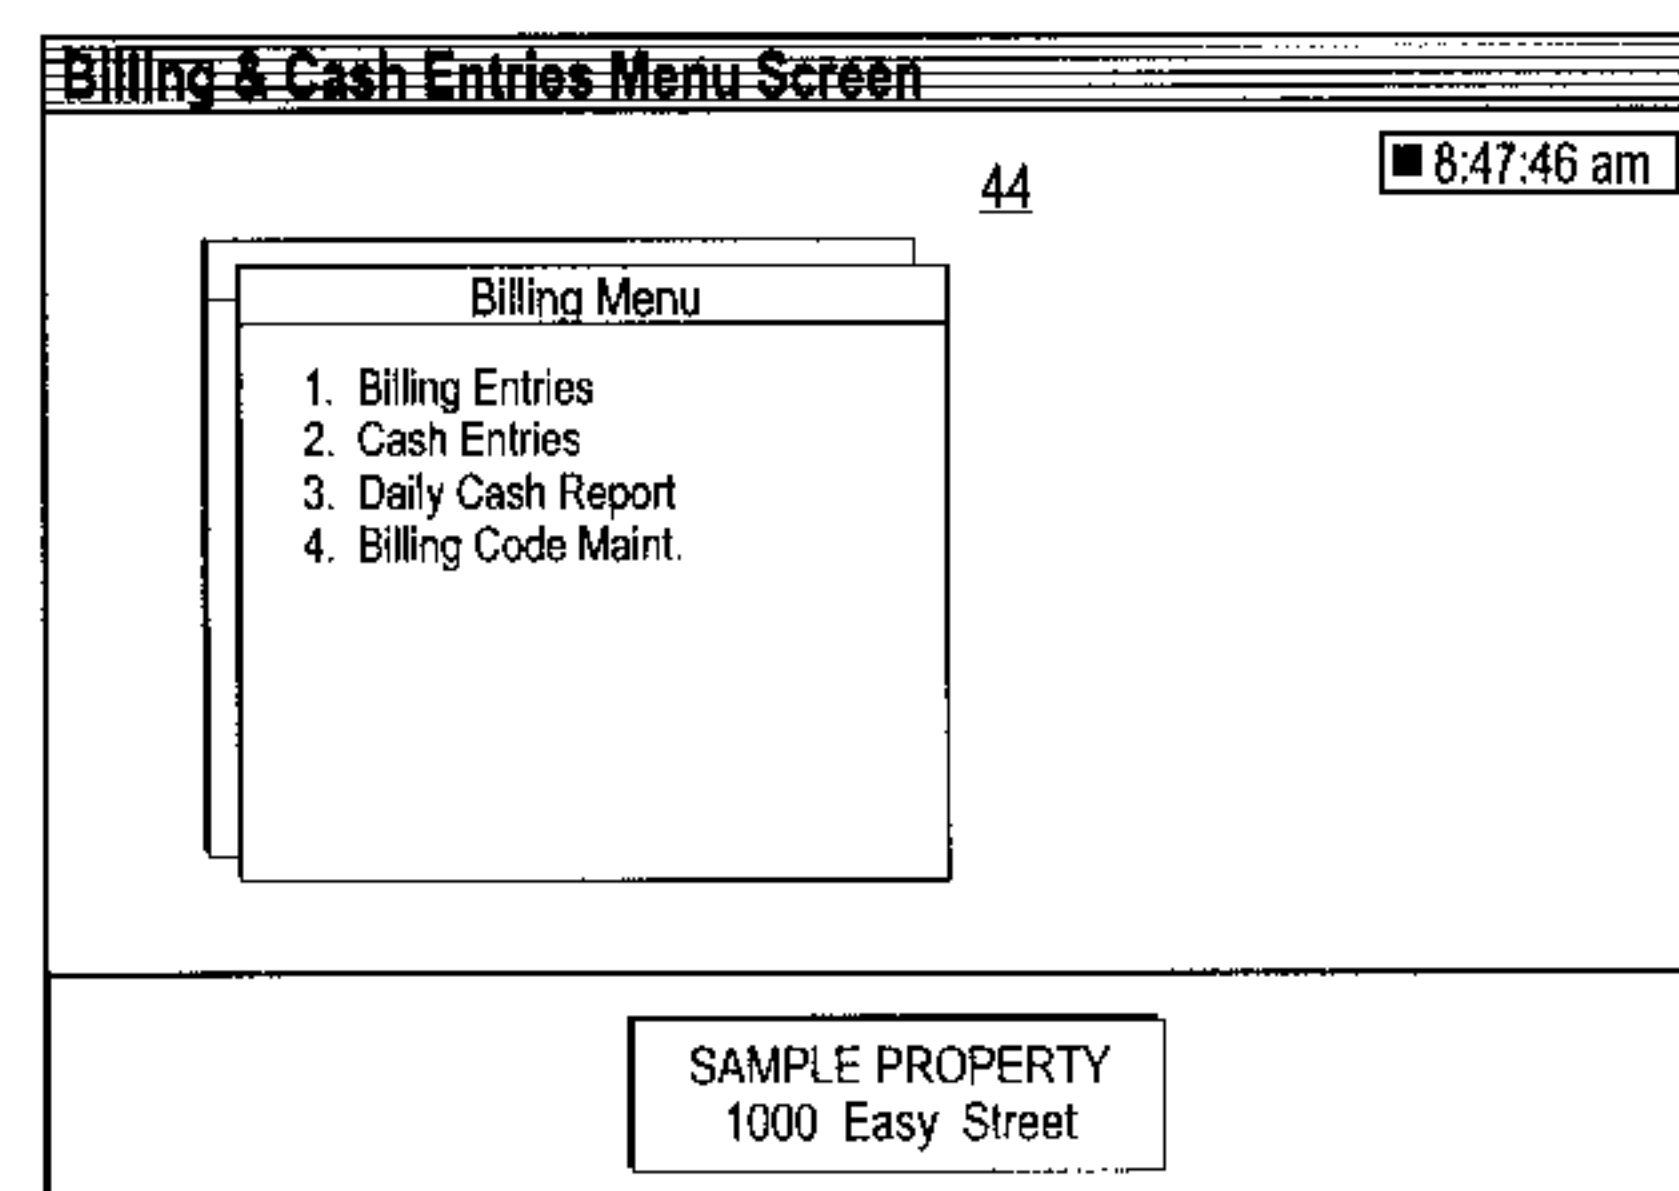 Billing & Cash Entries Menu Screen
44
8:47:46 am
Billing Menu
1. Billing Entries
2. Cash Entries
3. Daily Cash Report
4. Billing Code Maint.
SAMPLE PROPERTY
1000 Easy Street